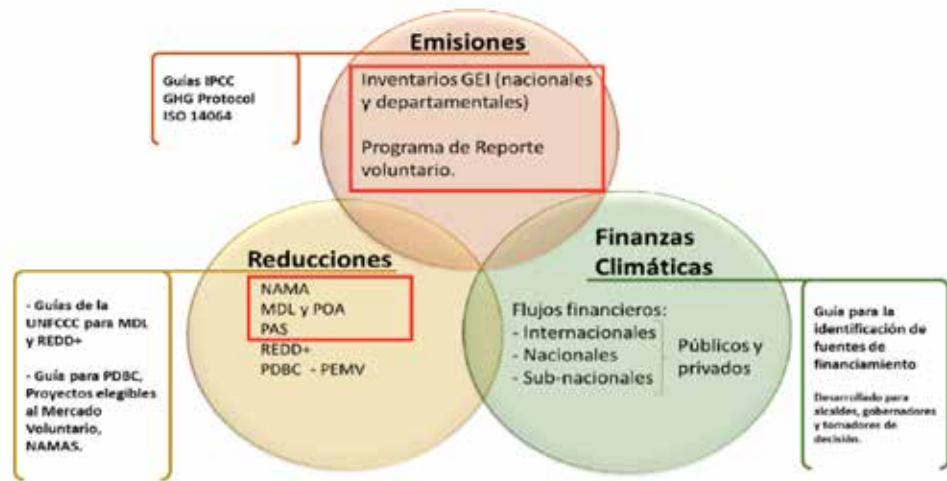 Emisiones
Guías IPCC
GHG Protocol
ISO 14064
Inventarios GEI (nacionales
y departamentales)
Programa de Reporte
voluntario.
Reducciones
NAMA
MDL y POA
PAS
REDD+
PDBC - PEMV
- Guías de la
UNFCCC para MDL
y REDD+
- Guía para PDBC,
Proyectos elegibles
al Mercado
Voluntario,
NAMAS.
Finanzas
Climáticas
Flujos financieros:
- Internacionales
- Nacionales
- Sub-nacionales
Públicos y
privados
Guía para la
identificación de
fuentes de
financiamiento
Desarrollado para
alcaldes, gobernadores
y tomadores de
decisión.